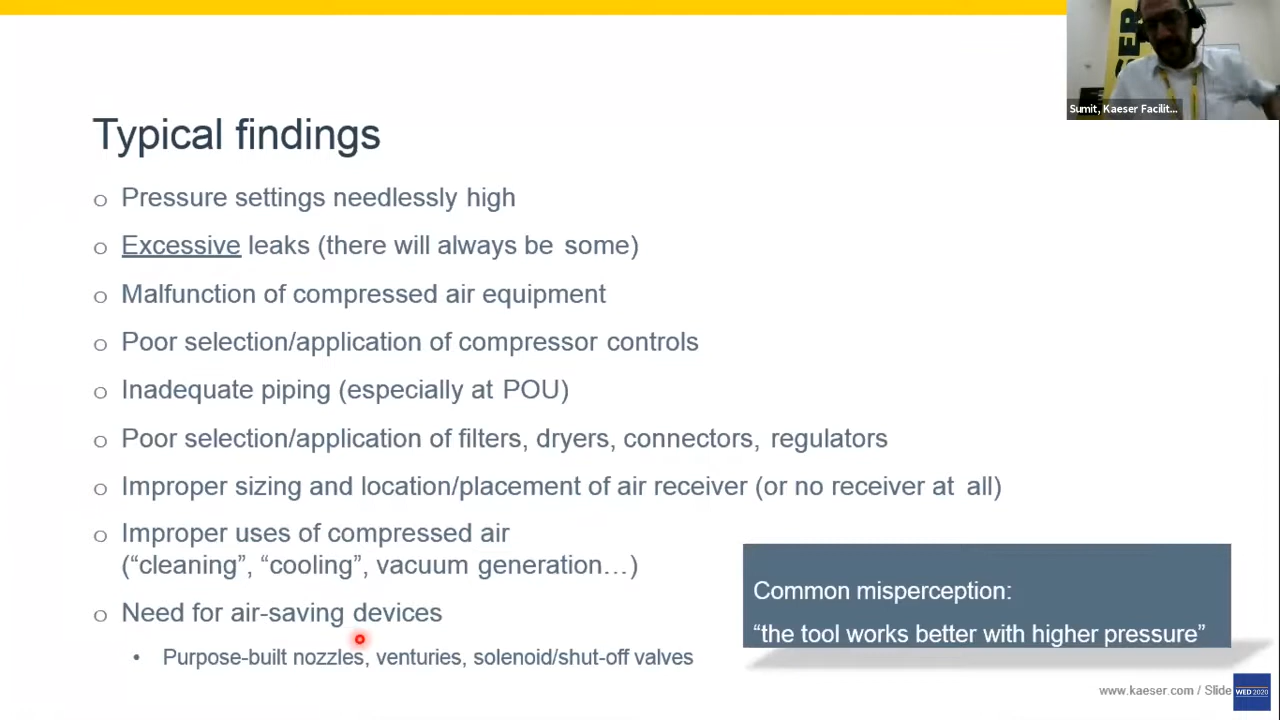 Typical findings
o Pressure settings needlessly high
o Excessive leaks (there will always be some)
o Malfunction of compressed air equipment
o Poor selection/application of compressor controls
o Inadequate piping (especially at POU)
o Poor selection/application of filters, dryers, connectors, regulators
o Improper sizing and location/placement of air receiver (or no receiver at all)
o Improper uses of compressed air
(“cleaning”, “cooling”, vacuum generation…)
o Need for air-saving devices
• Purpose-built nozzles, venturies, solenoid/shut-off valves
Common misperception:
“the tool works better with higher pressure”
www.kaeser.com / Slide
WED 2020
Sumit, Kaeser Facilit...